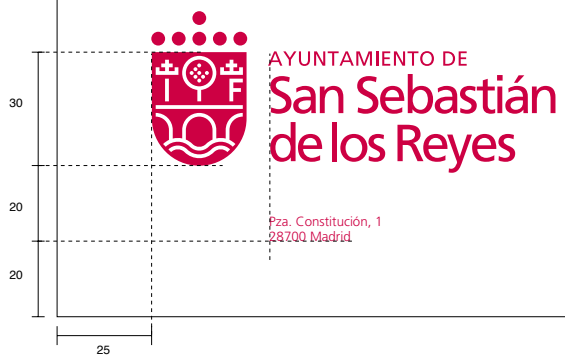 AYUNTAMIENTO DE
San Sebastián
de los Reyes
I F
30
20
Pza. Constitución, 1
28700 Madrid
20
25